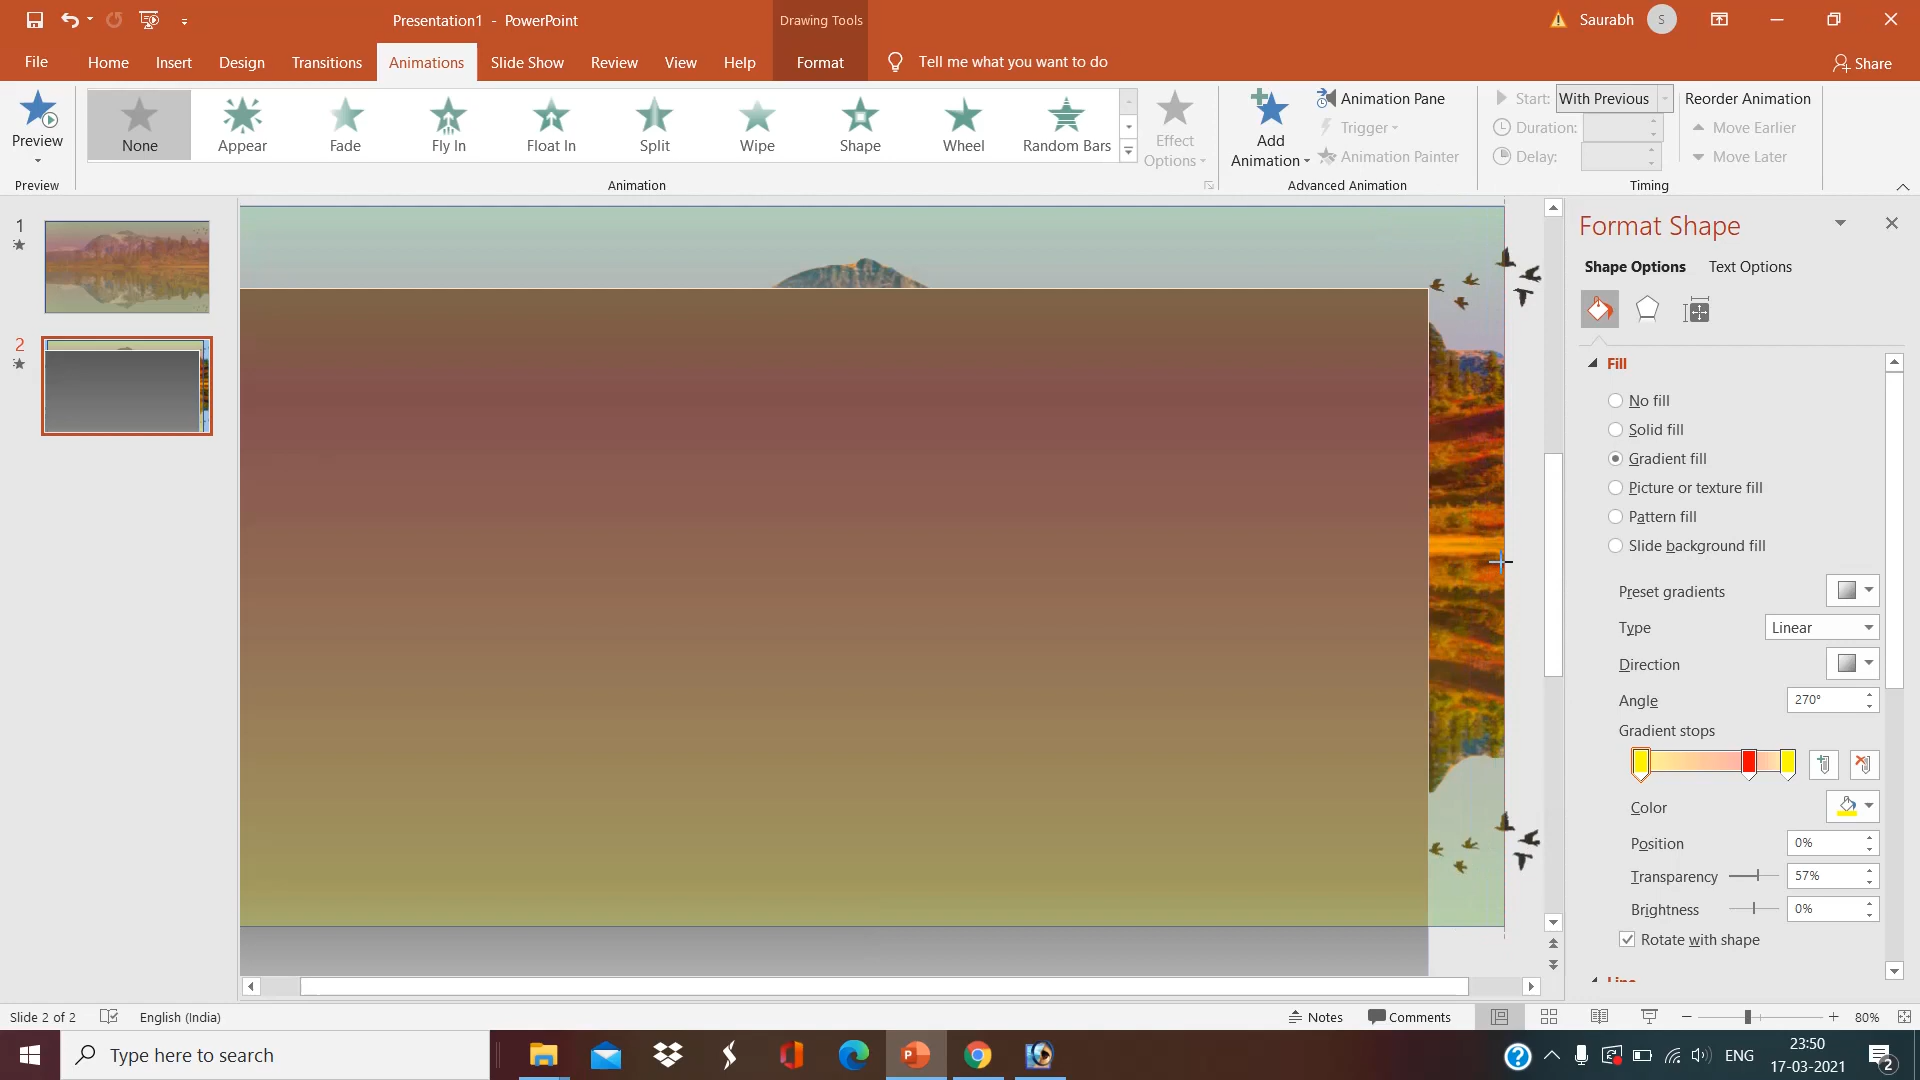 Presentation1 - PowerPoint
Drawing Tools
Saurabh
S
File
Home
Insert
Design
Transitions
Animations
Slide Show
Review
View
Help
Format
Tell me what you want to do
Share
Preview
Preview
None
Appear
Fade
Fly In
Float In
Split
Wipe
Shape
Wheel
Random Bars
Animation
Effect
Options
Add
Animation
Animation Pane
Trigger
Animation Painter
Advanced Animation
Start: With Previous
Duration:
Delay:
Reorder Animation
Move Earlier
Move Later
Timing
1
2
Format Shape
Shape Options
Text Options
Fill
No fill
Solid fill
Gradient fill
Picture or texture fill
Pattern fill
Slide background fill
Preset gradients
Type Linear
Direction
Angle 270°
Gradient stops
Color
Position 0%
Transparency 57%
Brightness 0%
Rotate with shape
Line
Slide 2 of 2
English (India)
Notes
Comments
80%
Type here to search
ENG
23:50
17-03-2021
2